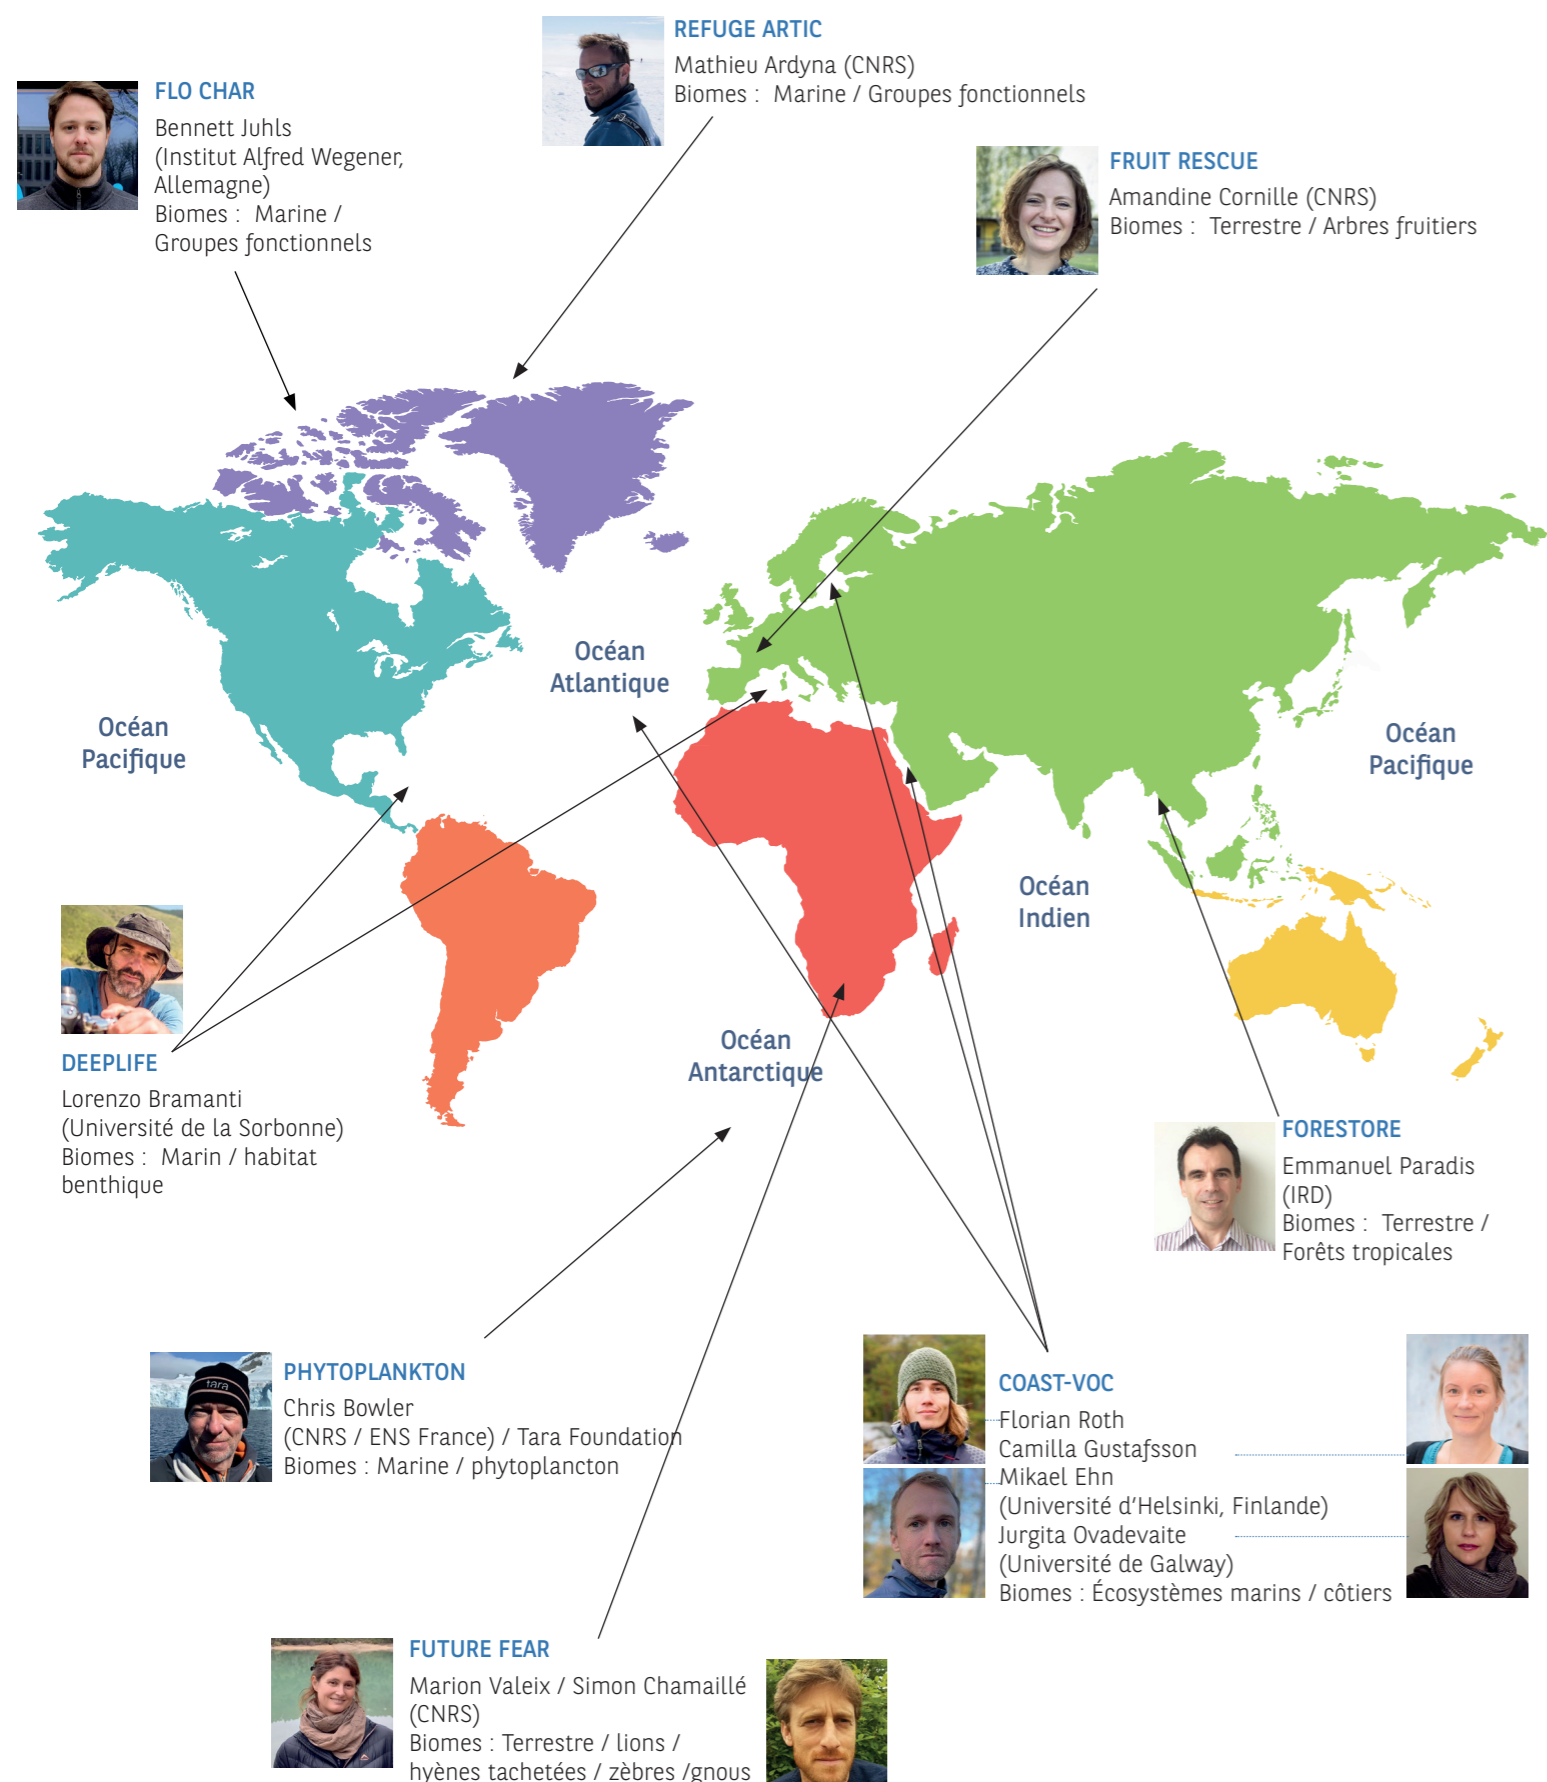 REFUGE ARTIC
Mathieu Ardyna (CNRS)
Biomes : Marine / Groupes fonctionnels
FLO CHAR
Bennett Juhls
(Institut Alfred Wegener,
Allemagne)
Biomes : Marine /
Groupes fonctionnels
FRUIT RESCUE
Amandine Cornille (CNRS)
Biomes : Terrestre / Arbres fruitiers
Océan
Atlantique
Océan
Pacifique
Océan
Pacifique
Océan
Indien
Océan
Antarctique
DEEPLIFE
Lorenzo Bramanti
(Université de la Sorbonne)
Biomes : Marin / habitat
benthique
FORESTORE
Emmanuel Paradis
(IRD)
Biomes : Terrestre /
Forêts tropicales
tara
PHYTOPLANKTON
Chris Bowler
(CNRS / ENS France) / Tara Foundation
Biomes : Marine / phytoplancton
COAST-VOC
Florian Roth
Camilla Gustafsson
Mikael Ehn
(Université d'Helsinki, Finlande)
Jurgita Ovadevaite
(Université de Galway)
Biomes : Écosystèmes marins / côtiers
FUTURE FEAR
Marion Valeix / Simon Chamaillé
(CNRS)
Biomes : Terrestre / lions /
hyènes tachetées / zèbres /gnous